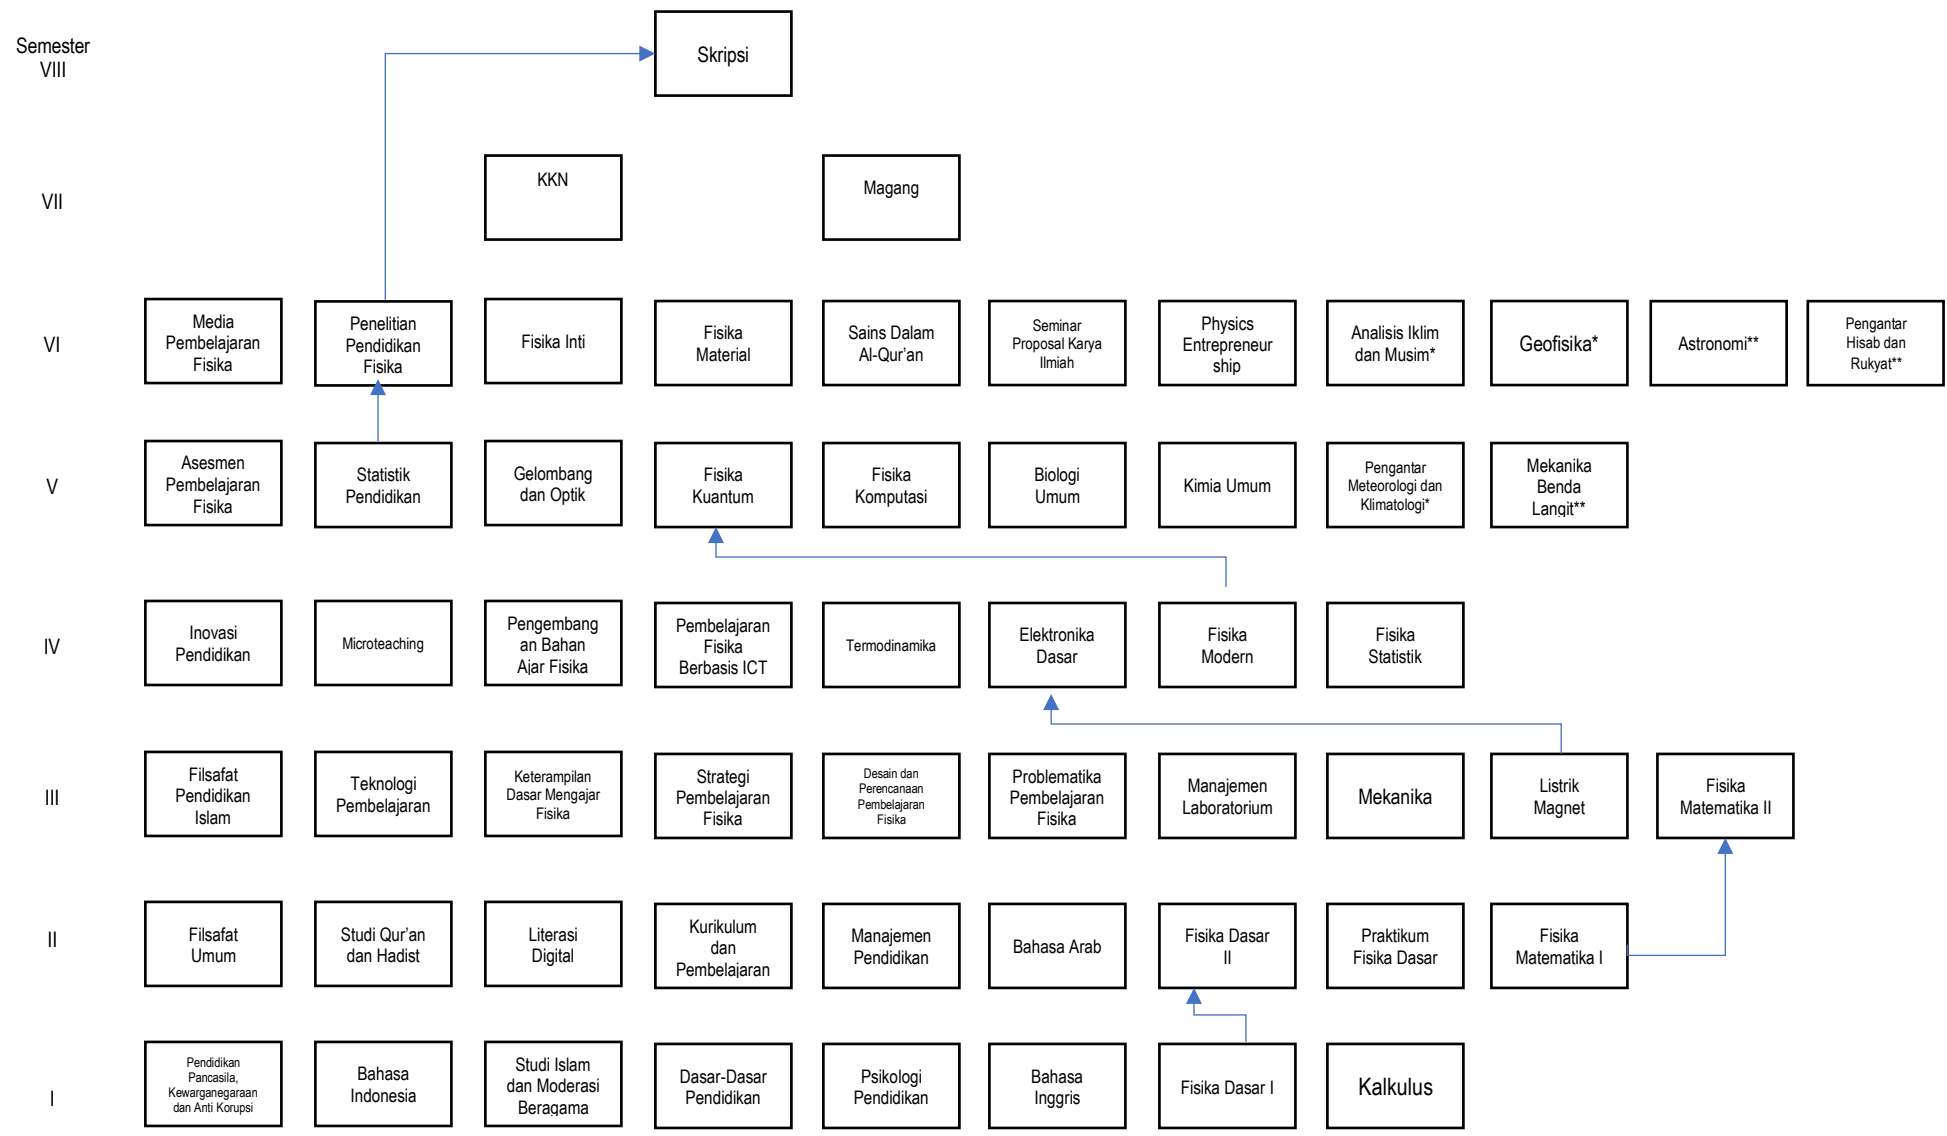 Semester
VIII
Skripsi
VII
KKN
Magang
VI
Media
Pembelajaran
Fisika
Penelitian
Pendidikan
Fisika
Fisika Inti
Fisika
Material
Sains Dalam
Al-Qur’an
Seminar
Proposal Karya
Ilmiah
Physics
Entrepreneur
ship
Analisis Iklim
dan Musim*
Geofisika*
Astronomi**
Pengantar
Hisab dan
Rukyat**
V
Asesmen
Pembelajaran
Fisika
Statistik
Pendidikan
Gelombang
dan Optik
Fisika
Kuantum
Fisika
Komputasi
Biologi
Umum
Kimia Umum
Pengantar
Meteorologi dan
Klimatologi*
Mekanika
Benda
Langit**
IV
Inovasi
Pendidikan
Microteaching
Pengembang
an Bahan
Ajar Fisika
Pembelajaran
Fisika
Berbasis ICT
Termodinamika
Elektronika
Dasar
Fisika
Modern
Fisika
Statistik
III
Filsafat
Pendidikan
Islam
Teknologi
Pembelajaran
Keterampilan
Dasar Mengajar
Fisika
Strategi
Pembelajaran
Fisika
Desain dan
Perencanaan
Pembelajaran
Fisika
Problematika
Pembelajaran
Fisika
Manajemen
Laboratorium
Mekanika
Listrik
Magnet
Fisika
Matematika II
II
Filsafat
Umum
Studi Qur’an
dan Hadist
Literasi
Digital
Kurikulum
dan
Pembelajaran
Manajemen
Pendidikan
Bahasa Arab
Fisika Dasar
II
Praktikum
Fisika Dasar
Fisika
Matematika I
I
Pendidikan
Pancasila,
Kewarganegaraan
dan Anti Korupsi
Bahasa
Indonesia
Studi Islam
dan Moderasi
Beragama
Dasar-Dasar
Pendidikan
Psikologi
Pendidikan
Bahasa
Inggris
Fisika Dasar I
Kalkulus